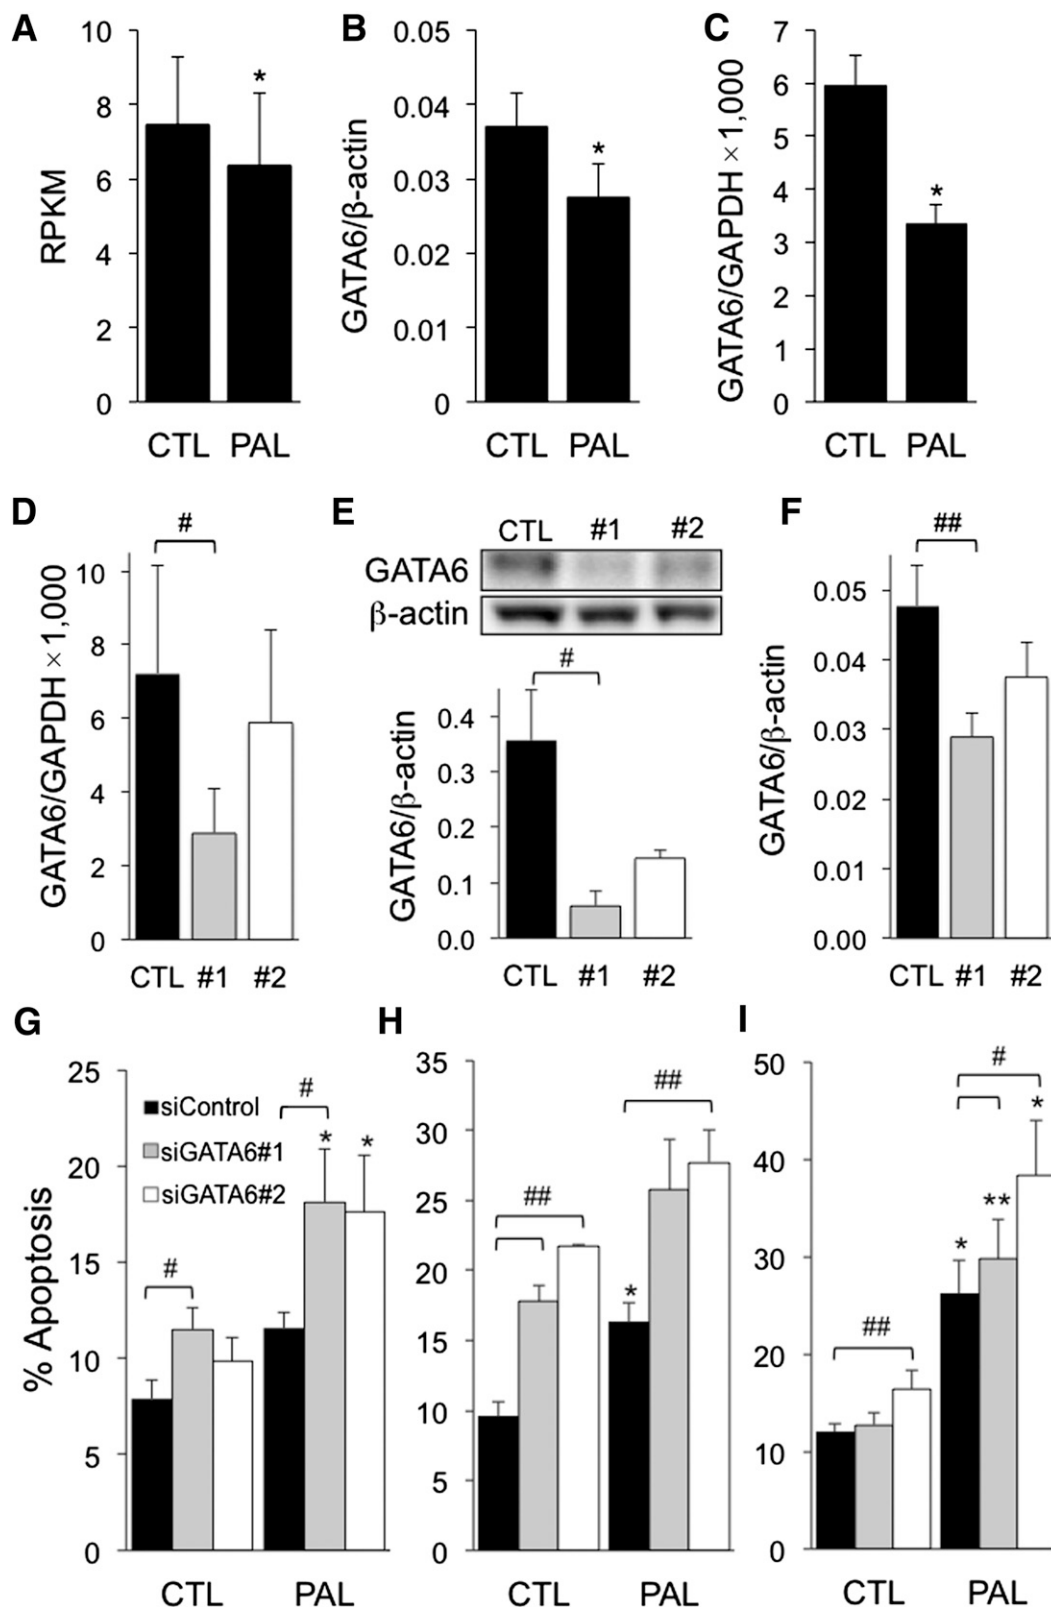 A
RPKM
10
8
6
4
2
0
*
CTL PAL
B
GATA6/β-actin
0.05
0.04
0.03
0.02
0.01
0
*
CTL PAL
C
GATA6/GAPDH × 1,000
7
6
5
4
3
2
1
0
*
CTL PAL
D
GATA6/GAPDH × 1,000
10
8
6
4
2
0
#
CTL #1 #2
E
CTL #1 #2
GATA6
β-actin
GATA6/β-actin
0.4
0.3
0.2
0.1
0.0
#
CTL #1 #2
F
GATA6/β-actin
0.05
0.04
0.03
0.02
0.01
0.00
##
CTL #1 #2
G
% Apoptosis
25
20
15
10
5
0
siControl
siGATA6#1
siGATA6#2
#
#
* *
CTL PAL
H
35
30
25
20
15
10
5
0
##
##
*
CTL PAL
I
50
40
30
20
10
0
##
#
* ** *
CTL PAL